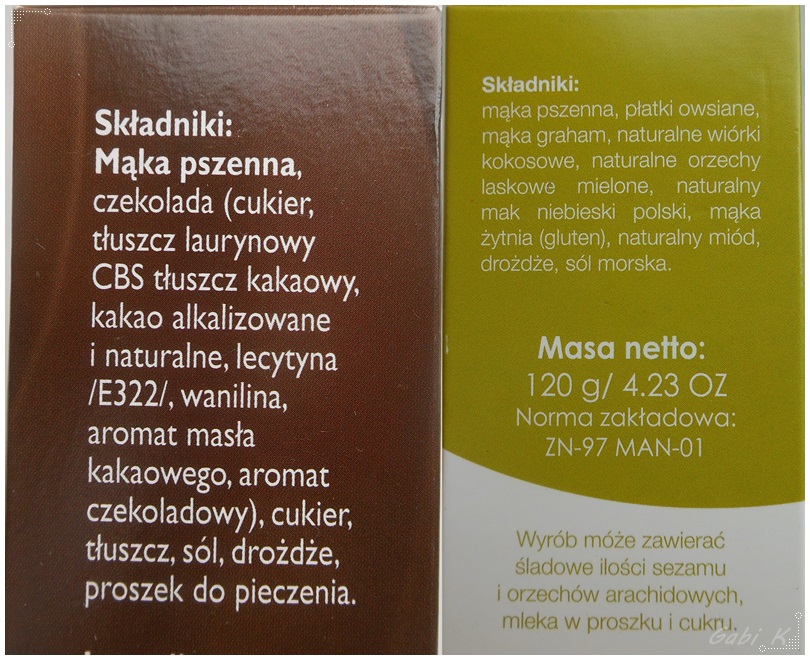 Składniki:
Mąka pszenna,
czekolada (cukier,
tłuszcz laurynowy
CBS tłuszcz kakaowy,
kakao alkalizowane
i naturalne, lecytyna
/E322/, wanilina,
aromat masła
kakaowego, aromat
czekoladowy), cukier,
tłuszcz, sól, drożdże,
proszek do pieczenia.
Składniki:
mąka pszenna, płatki owsiane,
mąka graham, naturalne wiórki
kokosowe, naturalne orzechy
laskowe mielone, naturalny
mak niebieski polski, mąka
żytnia (gluten), naturalny miód,
drożdże, sól morska.
Masa netto:
120 g/ 4.23 OZ
Norma zakładowa:
ZN-97 MAN-01
Wyrób móże zawierać
śladowe ilości sezamu
i orzechów arachidowych,
mleka w proszku i cukru.
Gabi K